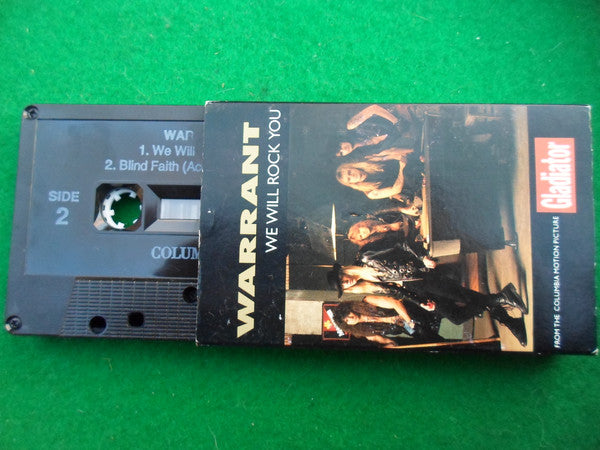 WAR
1. We Will
2. Blind Faith (Ac
SIDE
2
COLUM
WARRANT
WE WILL ROCK YOU
FROM THE COLUMBIA MOTION PICTURE
Gladiator